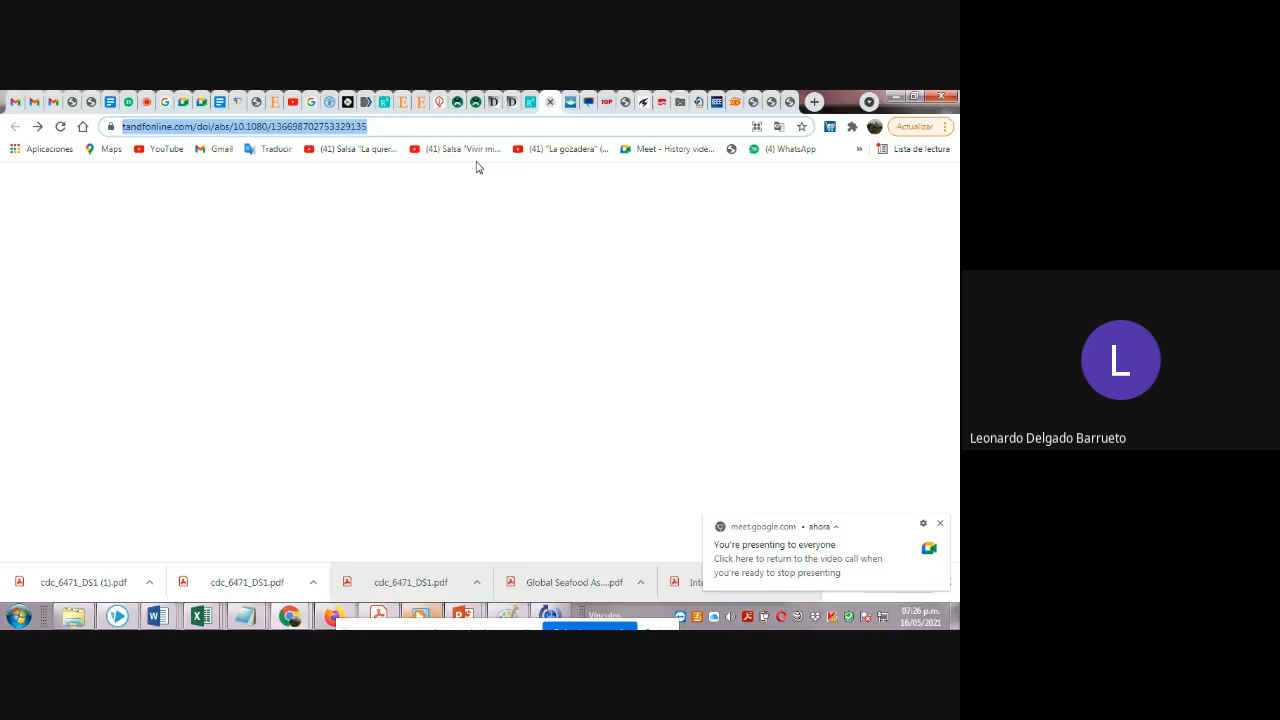 tandfonline.com/doi/abs/10.1080/136698702753329135
Actualizar
Aplicaciones
Maps
YouTube
Gmail
Traducir
(41) Salsa "La quier...
(41) Salsa "Vivir mi...
(41) "La gozadera" (...
Meet - History vide...
(4) WhatsApp
»
Lista de lectura
L
Leonardo Delgado Barrueto
meet.google.com • ahora
You're presenting to everyone
Click here to return to the video call when
you're ready to stop presenting
cdc_6471_DS1 (1).pdf
cdc_6471_DS1.pdf
cdc_6471_DS1.pdf
Global Seafood As....pdf
Vínculos
07:26 p.m.
16/05/2021